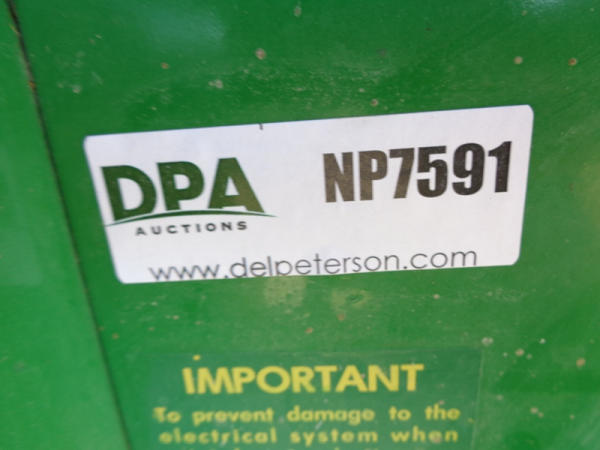 DPA
AUCTIONS
NP7591
www.delpeterson.com
IMPORTANT
To prevent damage to the
electrical system when